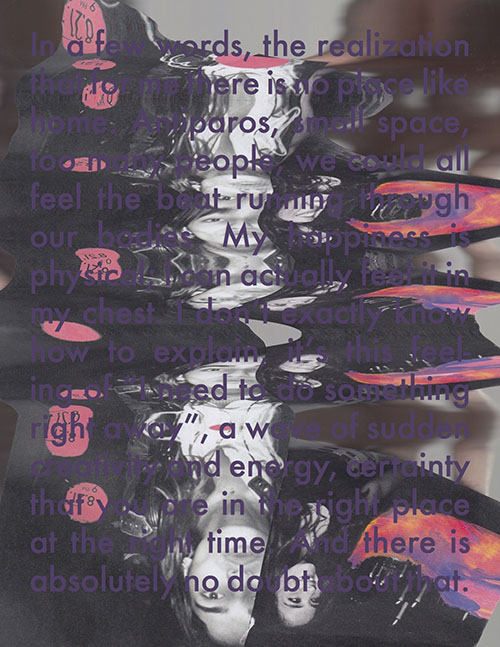 In a few words, the realization
that for me there is no place like
home. Antiparos, small space,
too many people, we could all
feel the beat running through
our bodies. My happiness is
physical. I can actually feel it in
my chest. I don't exactly know
how to explain, it's this feel
ing of "I need to do something
right away", a wave of sudden
creativity and energy, certainty
that you are in the right place
at the right time. And there is
absolutely no doubt about that.